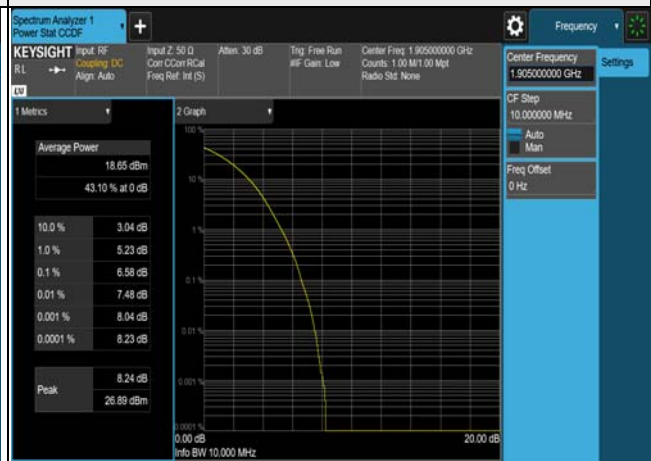 Spectrum Analyzer 1
Power Stat CCDF
+
Frequency
KEYSIGHT
RL
Input: RF
Coupling: DC
Align: Auto
Input Z: 50 Ω
Corr CCorr RCal
Freq Ref: Int (S)
Atten: 30 dB
Trig: Free Run
#IF Gain: Low
Center Freq: 1.905000000 GHz
Counts: 1.00 M/1.00 Mpt
Radio Std: None
Center Frequency
1.905000000 GHz
Settings
CF Step
10.000000 MHz
Auto
Man
Freq Offset
0 Hz
1 Metrics
Average Power
18.65 dBm
43.10 % at 0 dB
10.0 % 3.04 dB
1.0 % 5.23 dB
0.1 % 6.58 dB
0.01 % 7.48 dB
0.001 % 8.04 dB
0.0001 % 8.23 dB
Peak
8.24 dB
26.89 dBm
2 Graph
100 %
10 %
1 %
0.1 %
0.01 %
0.001 %
0.0001 %
0.00 dB 20.00 dB
Info BW 10.000 MHz